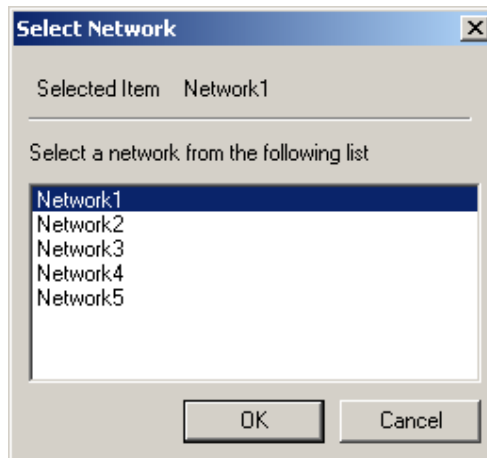 Select Network
Selected Item Network1
Select a network from the following list
Network1
Network2
Network3
Network4
Network5
OK Cancel